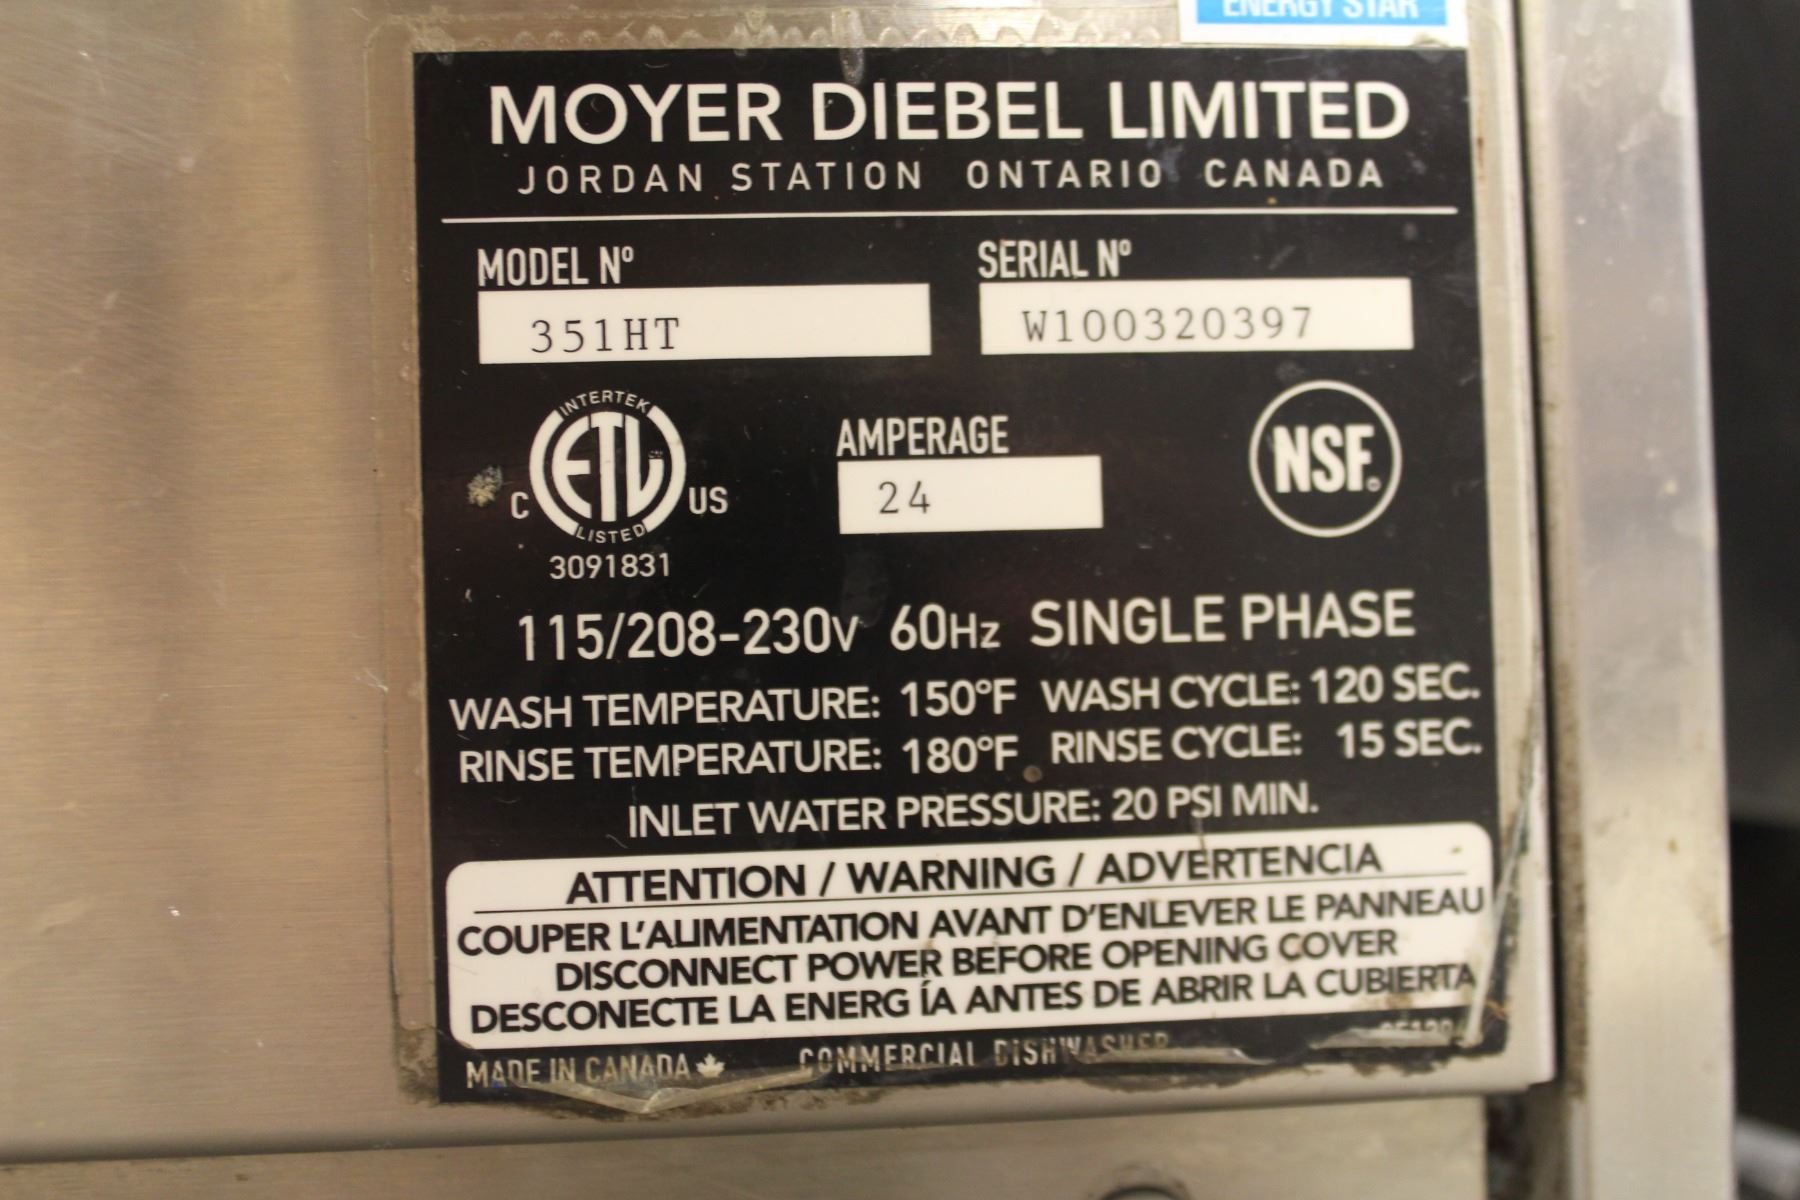 ENERGY STAR
MOYER DIEBEL LIMITED
JORDAN STATION ONTARIO CANADA
MODEL Nº SERIAL Nº
351HT W100320397
INTERTEK
ETL
C US
LISTED
3091831
AMPERAGE
24
NSF
115/208-230V 60Hz SINGLE PHASE
WASH TEMPERATURE: 150°F WASH CYCLE: 120 SEC.
RINSE TEMPERATURE: 180°F RINSE CYCLE: 15 SEC.
INLET WATER PRESSURE: 20 PSI MIN.
ATTENTION / WARNING / ADVERTENCIA
COUPER L'ALIMENTATION AVANT D'ENLEVER LE PANNEAU
DISCONNECT POWER BEFORE OPENING COVER
DESCONECTE LA ENERG ÍA ANTES DE ABRIR LA CUBIERTA
MADE IN CANADA COMMERCIAL DISHWASHER